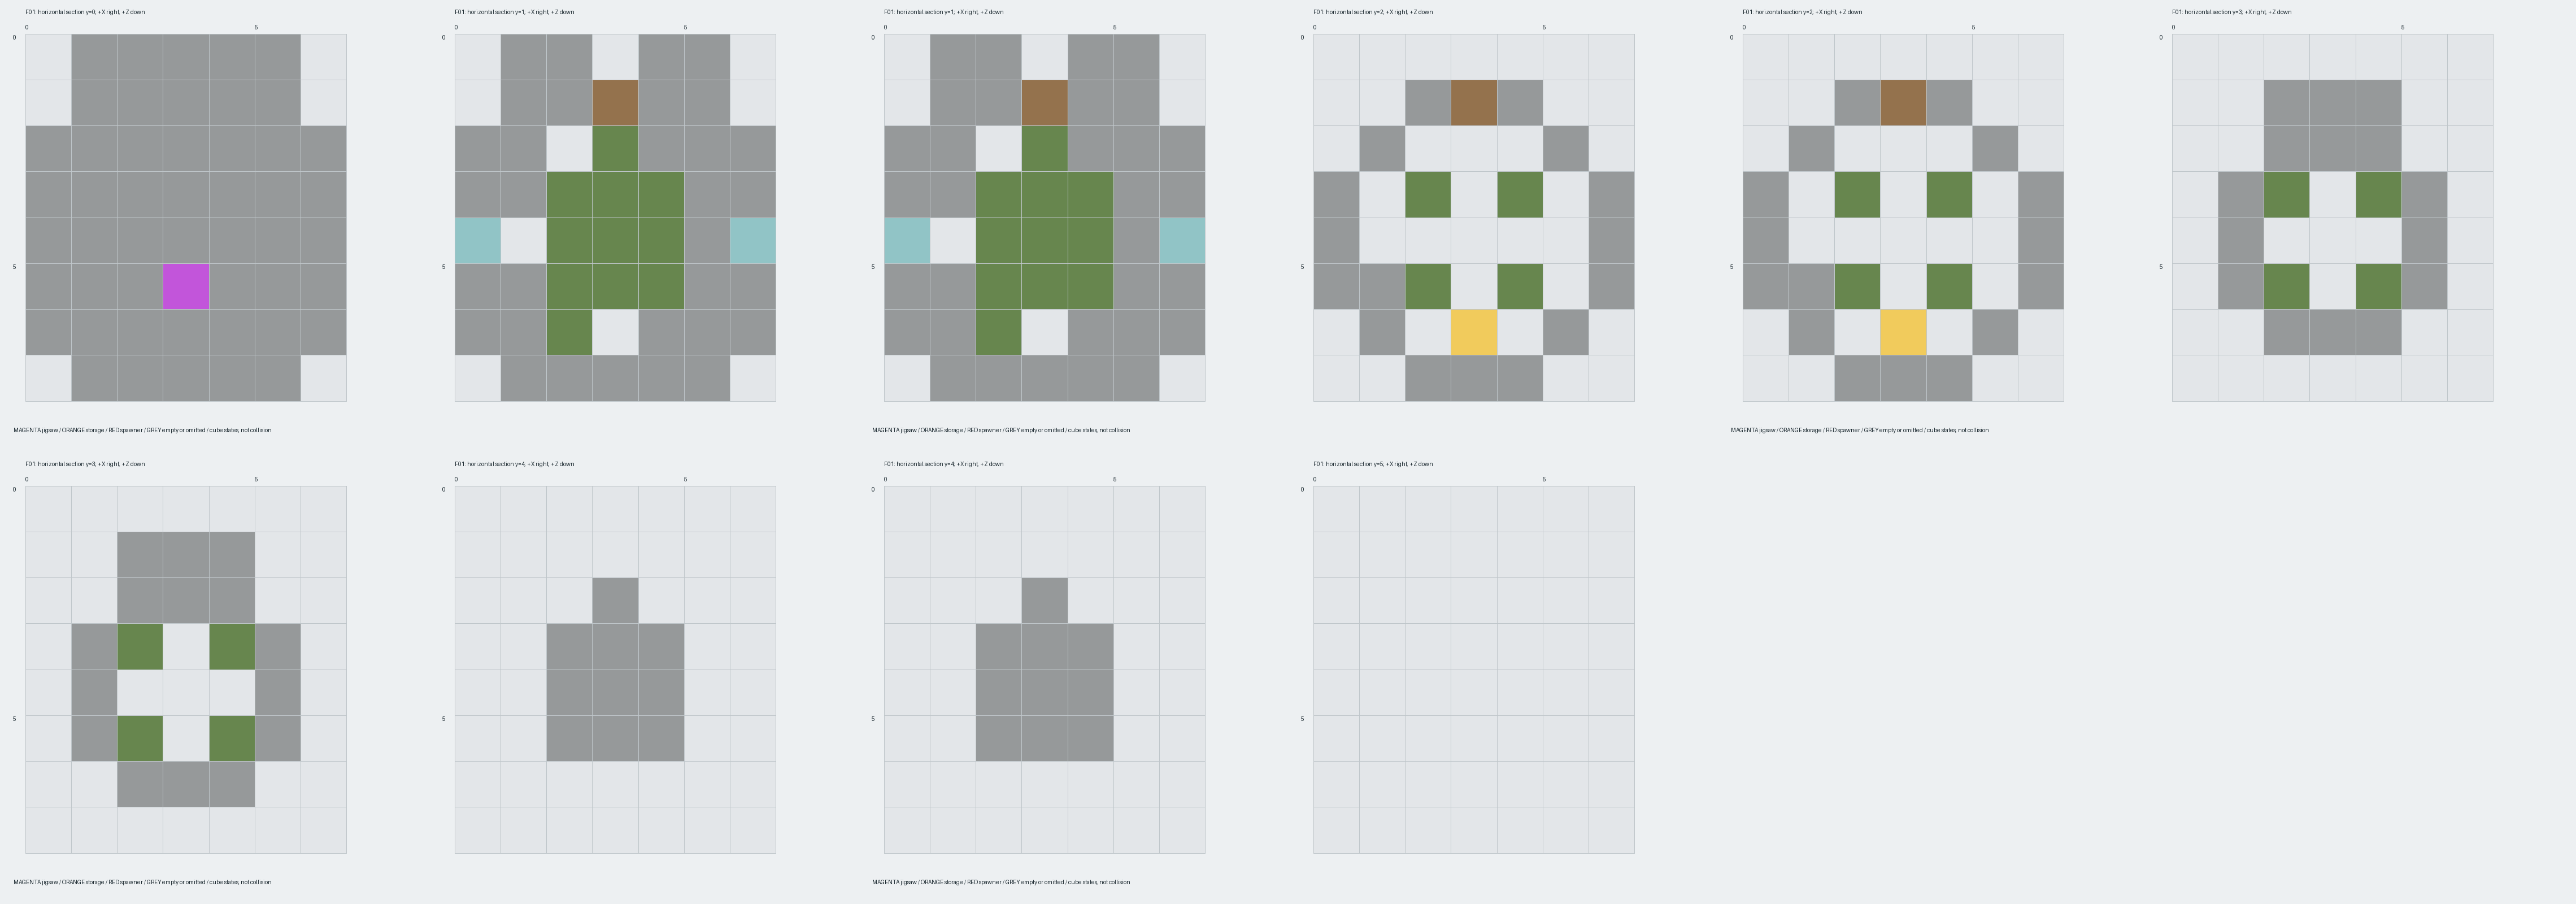 F01: horizontal section y=0; +X right, +Z down
F01: horizontal section y=1; +X right, +Z down
F01: horizontal section y=1; +X right, +Z down
F01: horizontal section y=2; +X right, +Z down
F01: horizontal section y=2; +X right, +Z down
F01: horizontal section y=3; +X right, +Z down
0 5 0 5 0 5 0 5 0 5 0 5
0 0 0 0 0 0
5 5 5 5 5 5
MAGENTA jigsaw / ORANGE storage / RED spawner / GREY empty or omitted / cube states, not collision
MAGENTA jigsaw / ORANGE storage / RED spawner / GREY empty or omitted / cube states, not collision
MAGENTA jigsaw / ORANGE storage / RED spawner / GREY empty or omitted / cube states, not collision
F01: horizontal section y=3; +X right, +Z down
F01: horizontal section y=4; +X right, +Z down
F01: horizontal section y=4; +X right, +Z down
F01: horizontal section y=5; +X right, +Z down
0 5 0 5 0 5 0 5
0 0 0 0
5 5 5 5
MAGENTA jigsaw / ORANGE storage / RED spawner / GREY empty or omitted / cube states, not collision
MAGENTA jigsaw / ORANGE storage / RED spawner / GREY empty or omitted / cube states, not collision